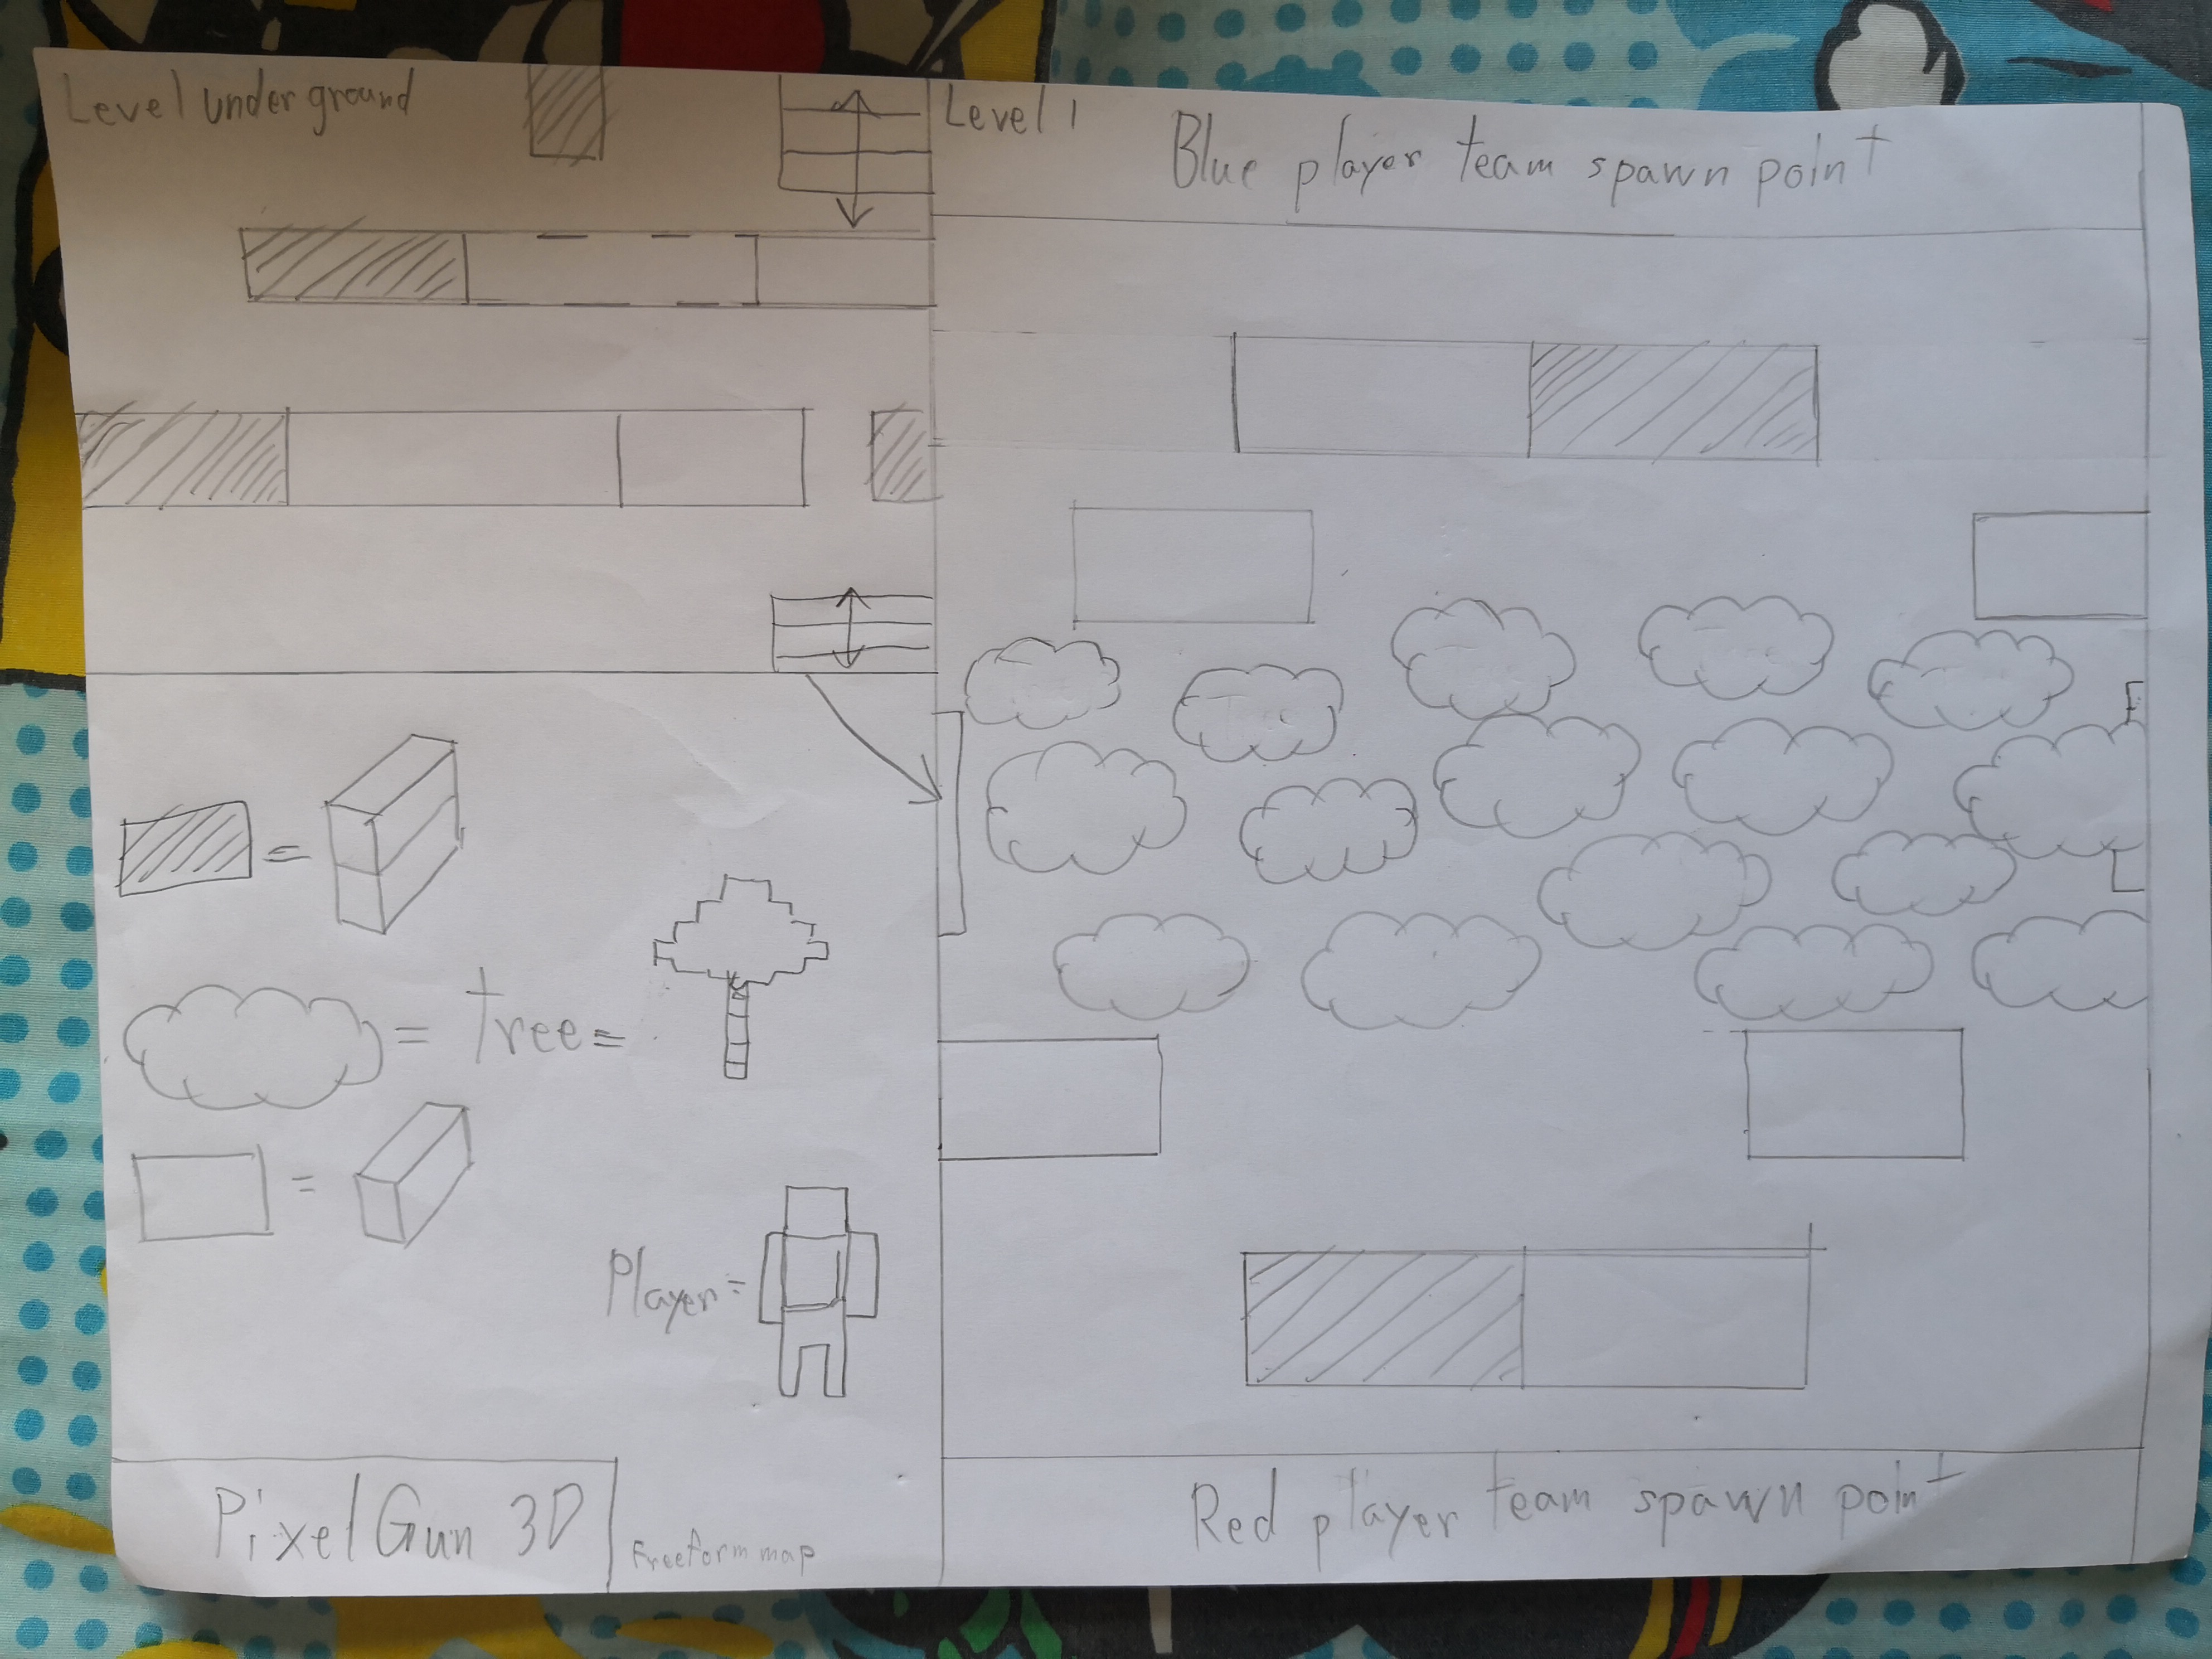 Level underground
Level 1
Blue player team spawn point
= tree =
Player =
Pixel Gun 3D
Freeform map
Red player team spawn point